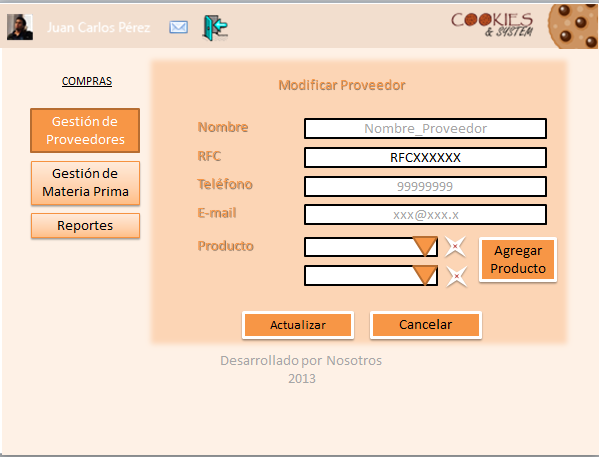 Juan Carlos Pérez
COOKIES
& SYSTEM
COMPRAS
Gestión de
Proveedores
Gestión de
Materia Prima
Reportes
Modificar Proveedor
Nombre
Nombre_Proveedor
RFC
RFCXXXXXX
Teléfono
99999999
E-mail
xxx@xxx.x
Producto
Agregar
Producto
Actualizar
Cancelar
Desarrollado por Nosotros
2013